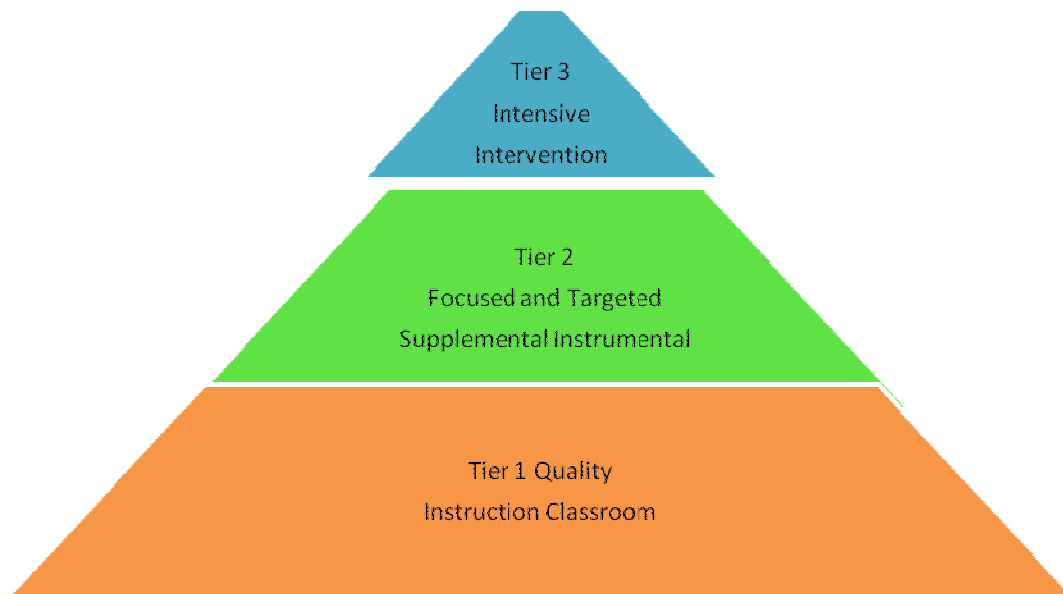 Tier 3
Intensive
Intervention
Tier 2
Focused and Targeted
Supplemental Instrumental
Tier 1 Quality
Instruction Classroom